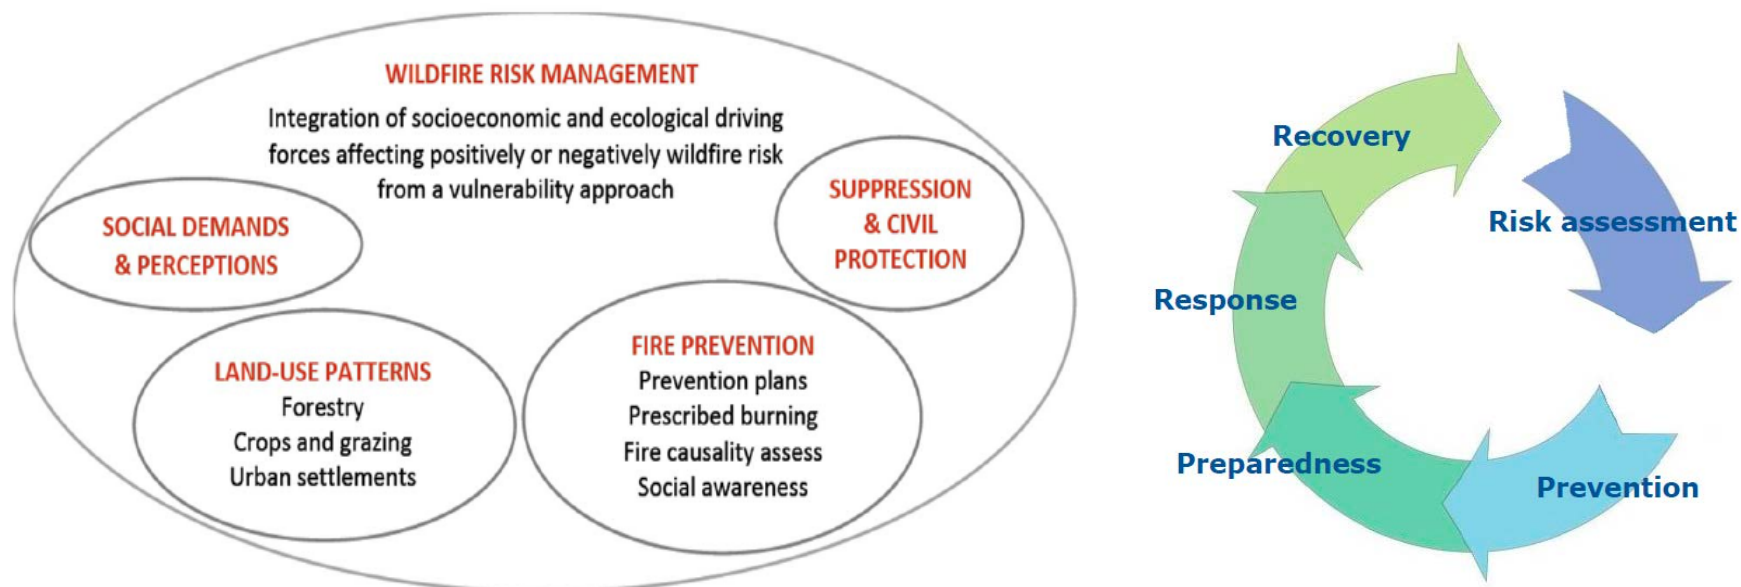 WILDFIRE RISK MANAGEMENT
Integration of socioeconomic and ecological driving
forces affecting positively or negatively wildfire risk
from a vulnerability approach
SOCIAL DEMANDS
& PERCEPTIONS
SUPPRESSION
& CIVIL
PROTECTION
LAND-USE PATTERNS
Forestry
Crops and grazing
Urban settlements
FIRE PREVENTION
Prevention plans
Prescribed burning
Fire causality assess
Social awareness
Recovery
Risk assessment
Response
Preparedness
Prevention